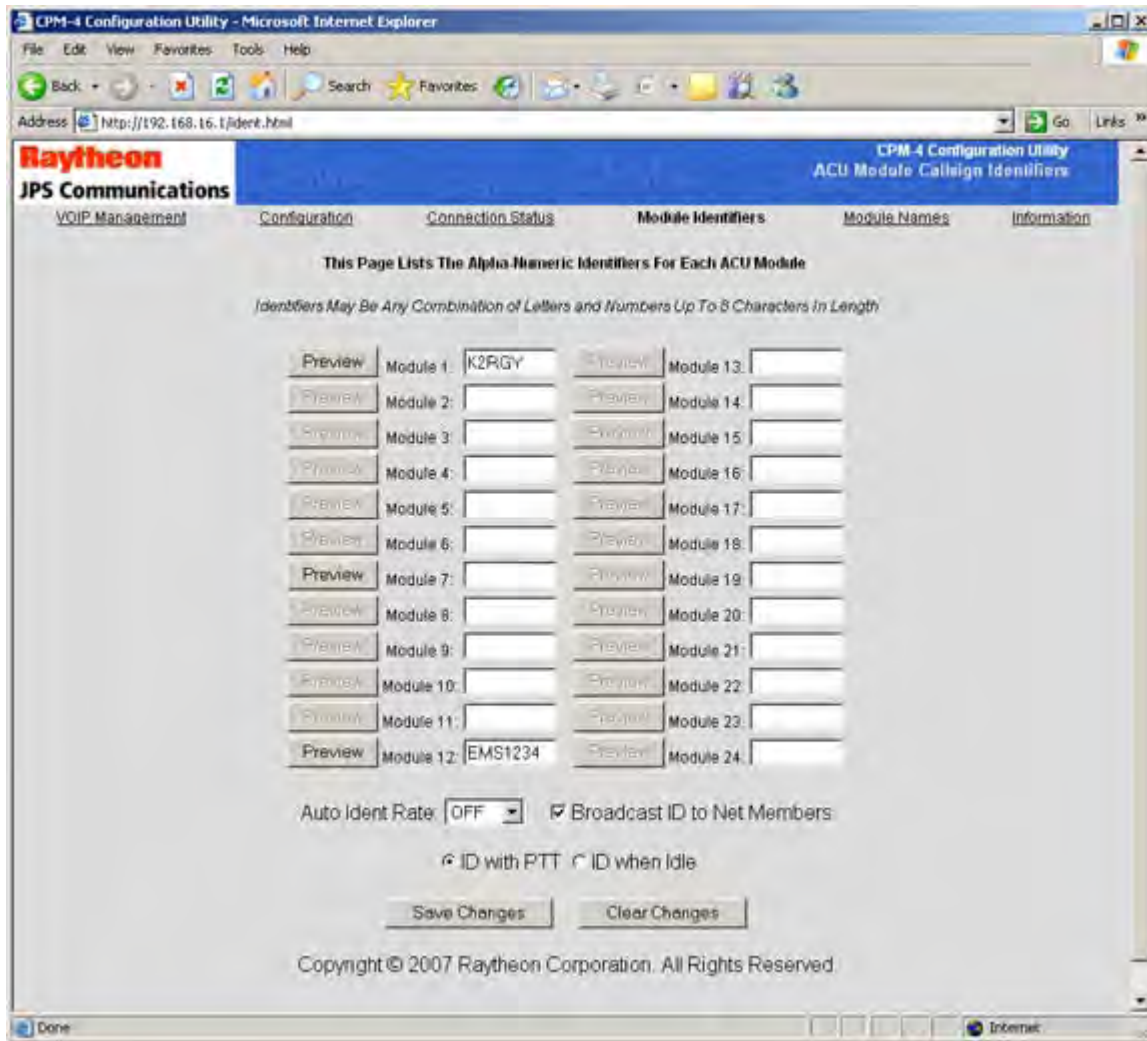 CPM-4 Configuration Utility - Microsoft Internet Explorer
File Edit View Favorites Tools Help
Back Search Favorites
Address http://192.168.16.1/ident.html Go Links »
Raytheon
JPS Communications
CPM-4 Configuration Utility
ACU Module Callsign Identifiers
VOIP Management Configuration Connection Status Module Identifiers Module Names Information
This Page Lists The Alpha-Numeric Identifiers For Each ACU Module
Identifiers May Be Any Combination of Letters and Numbers Up To 8 Characters In Length
Preview Module 1: K2RGY Preview Module 13:
Preview Module 2: Preview Module 14:
Preview Module 3: Preview Module 15:
Preview Module 4: Preview Module 16:
Preview Module 5: Preview Module 17:
Preview Module 6: Preview Module 18:
Preview Module 7: Preview Module 19:
Preview Module 8: Preview Module 20:
Preview Module 9: Preview Module 21:
Preview Module 10: Preview Module 22:
Preview Module 11: Preview Module 23:
Preview Module 12: EMS1234 Preview Module 24:
Auto Ident Rate: OFF Broadcast ID to Net Members
ID with PTT ID when Idle
Save Changes Clear Changes
Copyright © 2007 Raytheon Corporation. All Rights Reserved.
Done Internet